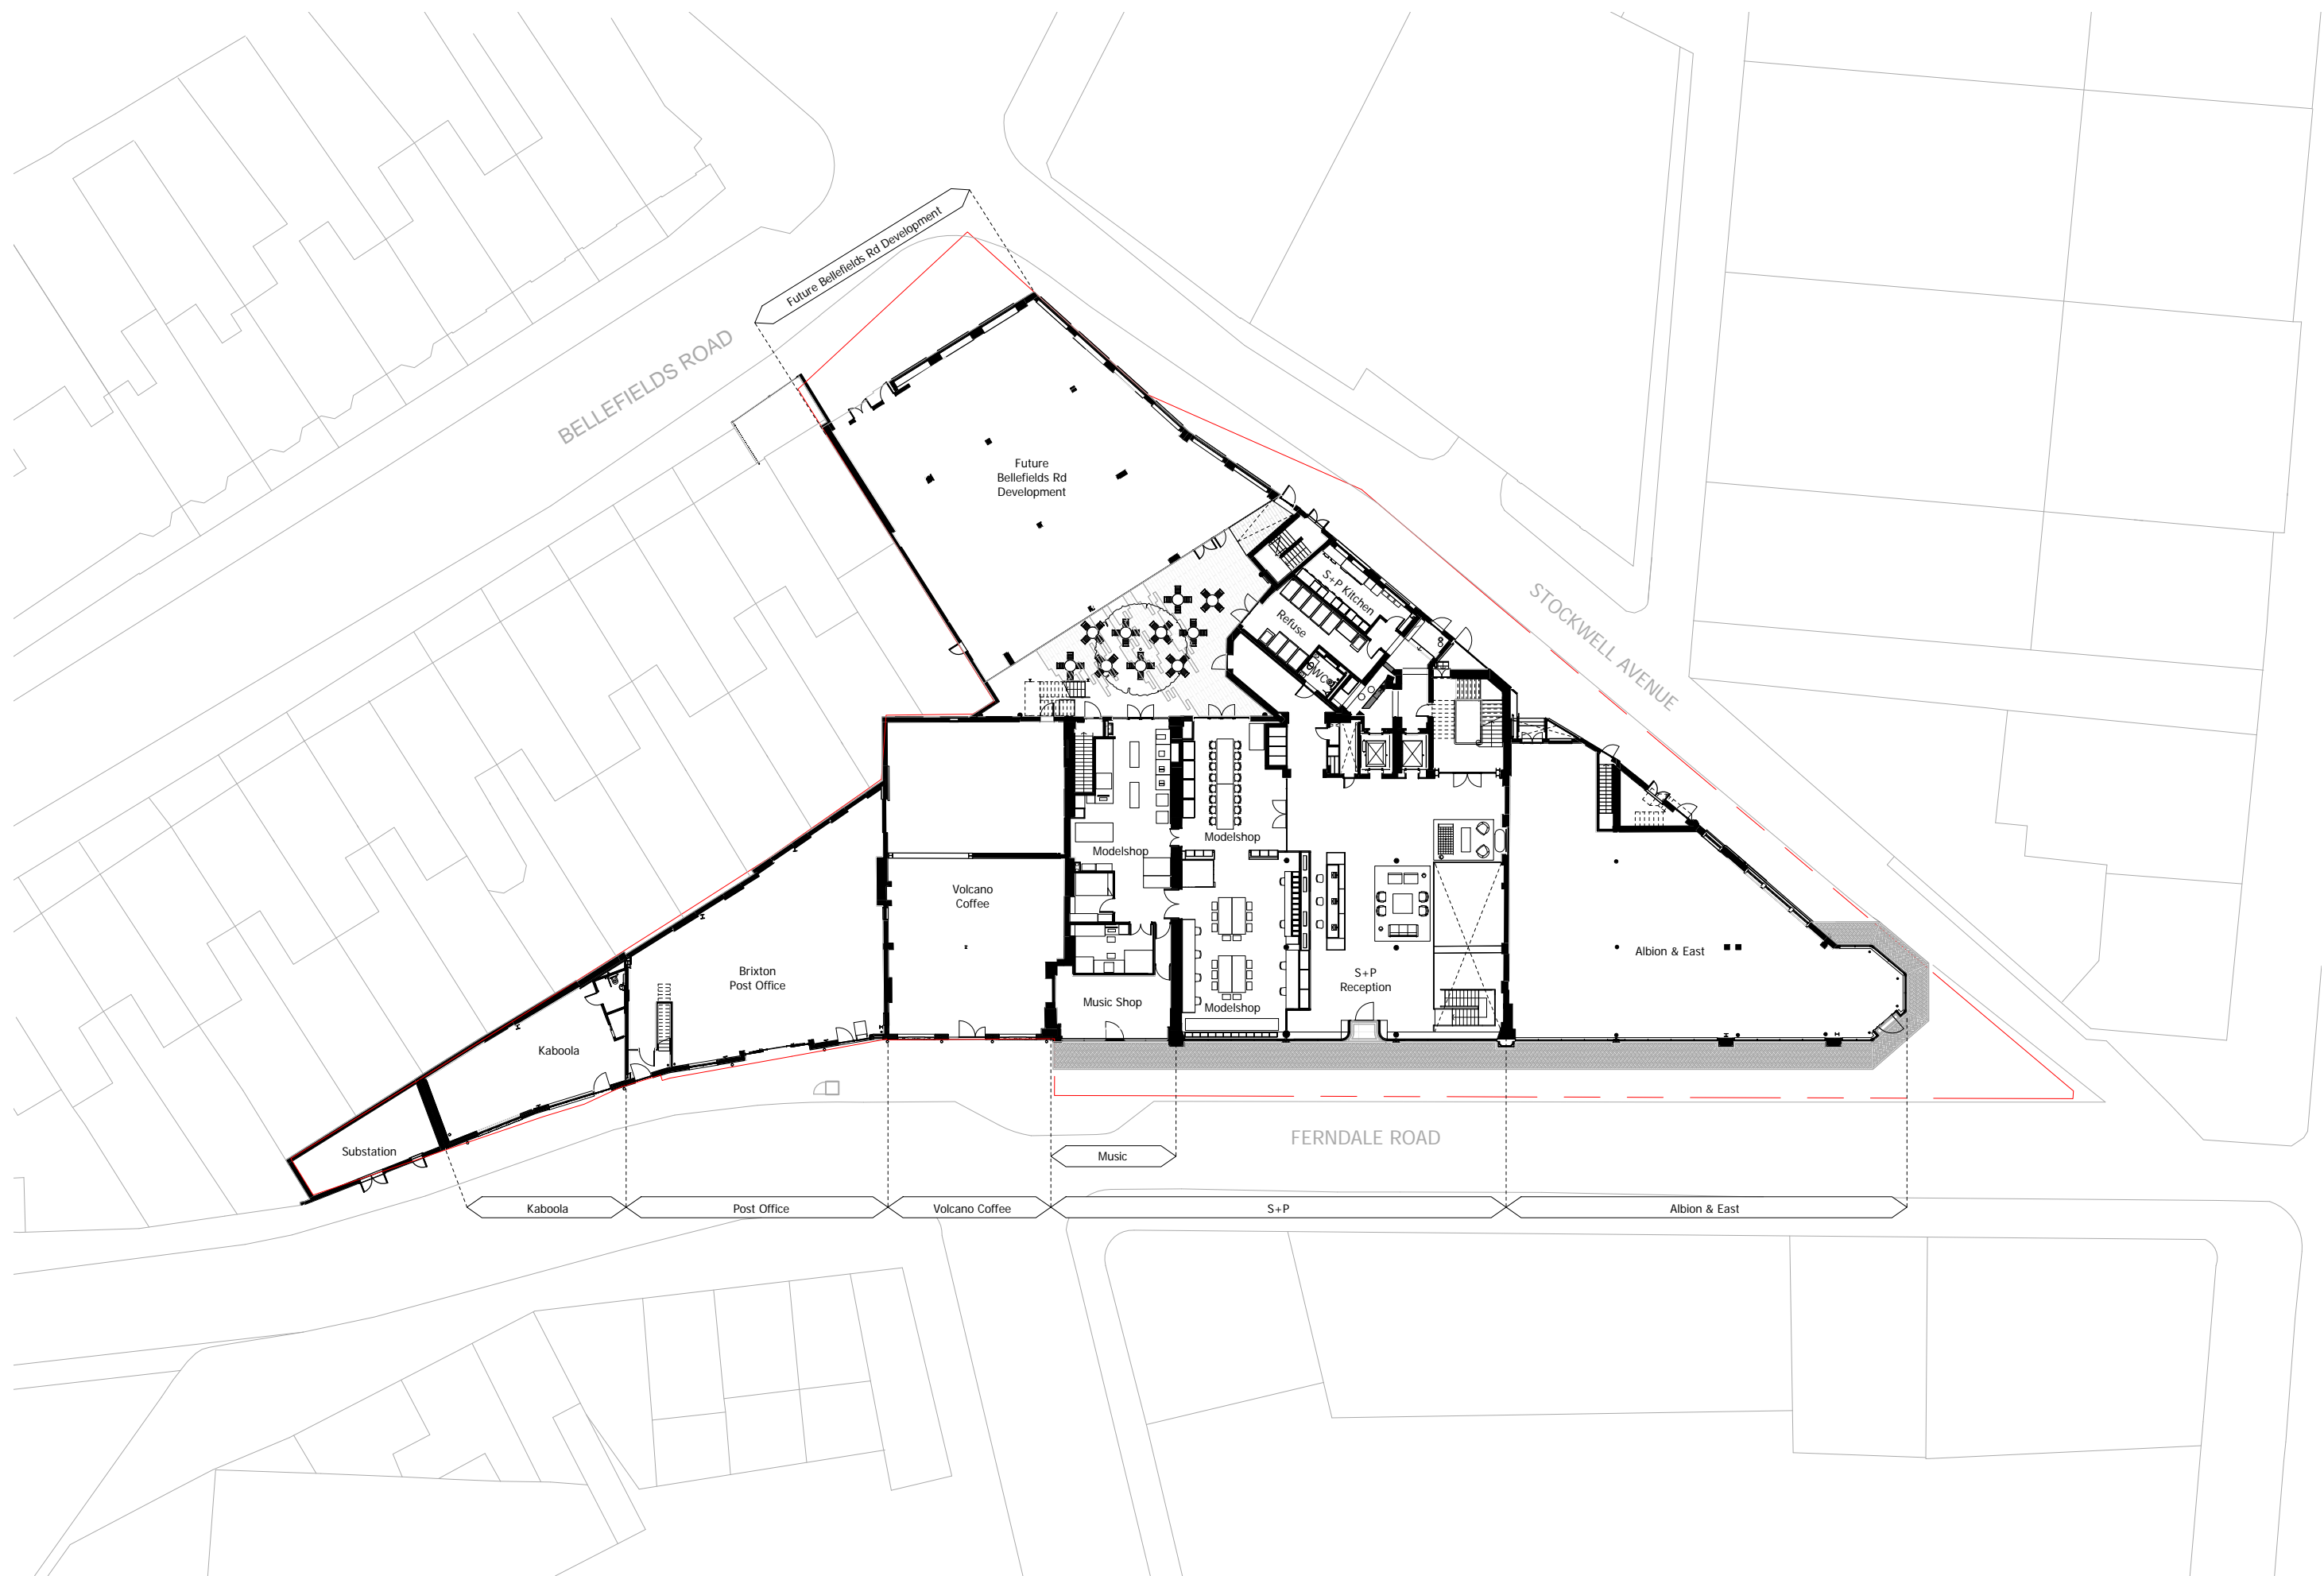 Future Bellefields Rd Development
BELLEFIELDS ROAD
Future
Bellefields Rd
Development
STOCKWELL AVENUE
S+P Kitchen
Refuse
WC
Modelshop
Modelshop
Volcano
Coffee
Albion & East
Brixton
Post Office
S+P
Reception
Music Shop
Modelshop
Kaboola
Substation
FERNDALE ROAD
Music
Kaboola
Post Office
Volcano Coffee
S+P
Albion & East